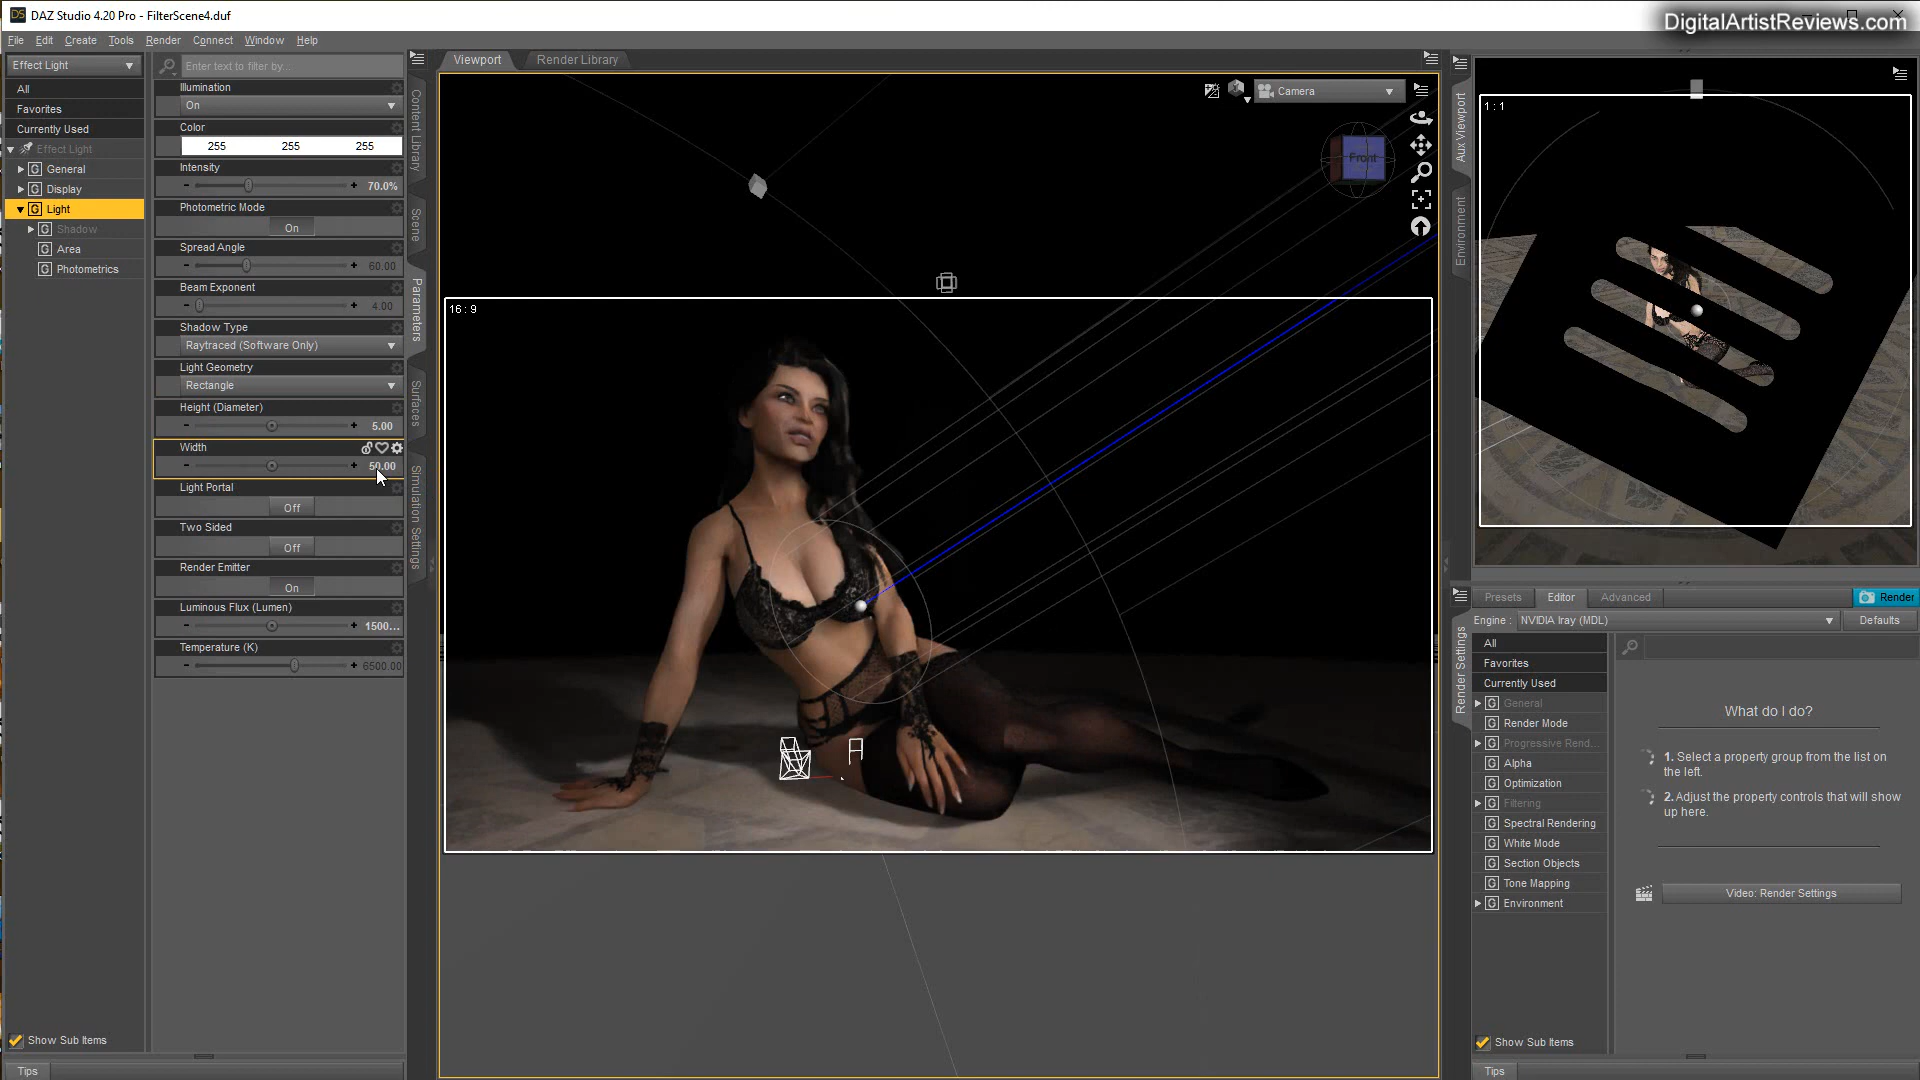 DAZ Studio 4.20 Pro - FilterScene4.duf
DigitalArtistReviews.com
File Edit Create Tools Render Connect Window Help
Effect Light
All
Favorites
Currently Used
Effect Light
General
Display
Light
Shadow
Area
Photometrics
Show Sub Items
Tips
Enter text to filter by...
Illumination
On
Color
255 255 255
Intensity
70.0%
Photometric Mode
On
Spread Angle
60.00
Beam Exponent
4.00
Shadow Type
Raytraced (Software Only)
Light Geometry
Rectangle
Height (Diameter)
5.00
Width
50.00
Light Portal
Off
Two Sided
Off
Render Emitter
On
Luminous Flux (Lumen)
1500...
Temperature (K)
6500.00
Content Library
Scene
Parameters
Surfaces
Simulation Settings
Viewport
Render Library
Camera
Front
16 : 9
Aux Viewport
Environment
1 : 1
Render Settings
Presets
Editor
Advanced
Render
Engine : NVIDIA Iray (MDL)
Defaults
All
Favorites
Currently Used
General
Render Mode
Progressive Rend...
Alpha
Optimization
Filtering
Spectral Rendering
White Mode
Section Objects
Tone Mapping
Environment
What do I do?
1. Select a property group from the list on
the left.
2. Adjust the property controls that will show
up here.
Video: Render Settings
Show Sub Items
Tips